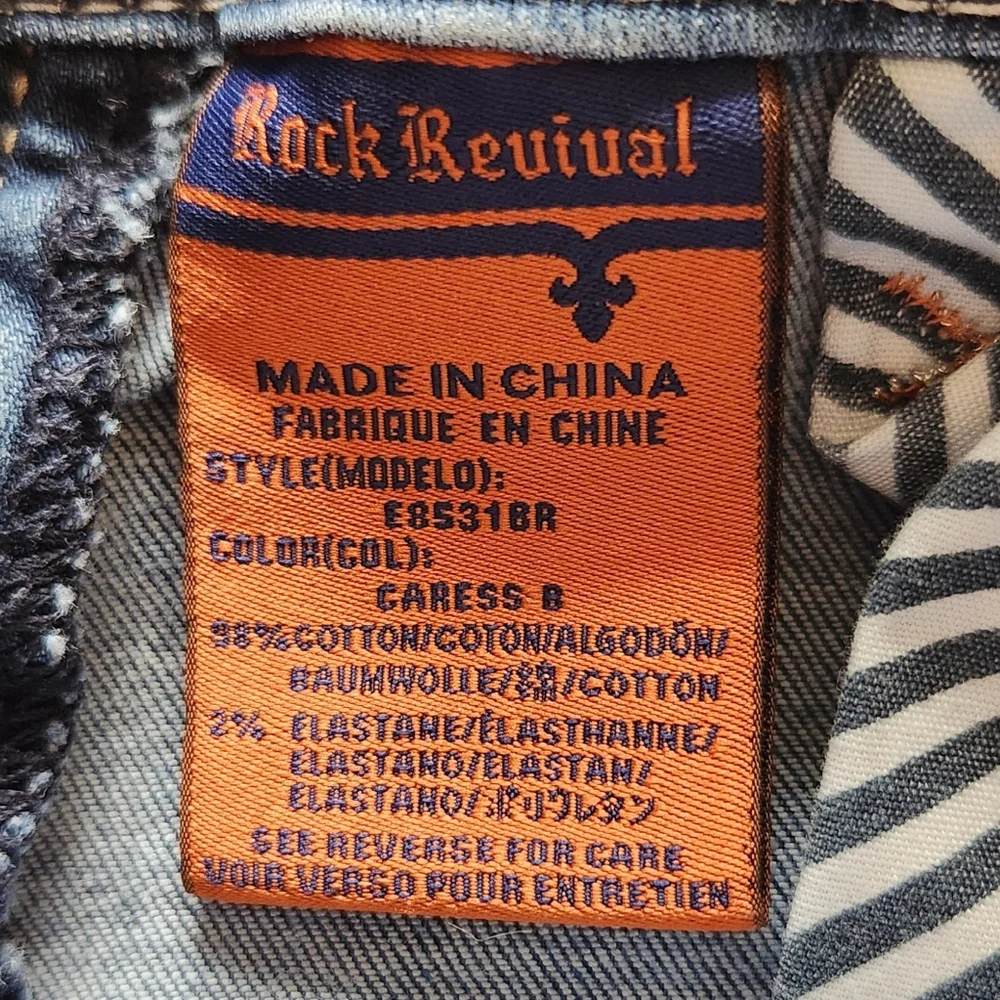 Rock Revival
MADE IN CHINA
FABRIQUE EN CHINE
STYLE(MODELO):
E8531BR
COLOR(COL):
CARESS B
98%COTTON/COTON/ALGODÓN/
BAUMWOLLE/綿/COTTON
2% ELASTANE/ÉLASTHANNE/
ELASTANO/ELASTAN/
ELASTANO/ポリウレタン
SEE REVERSE FOR CARE
VOIR VERSO POUR ENTRETIEN